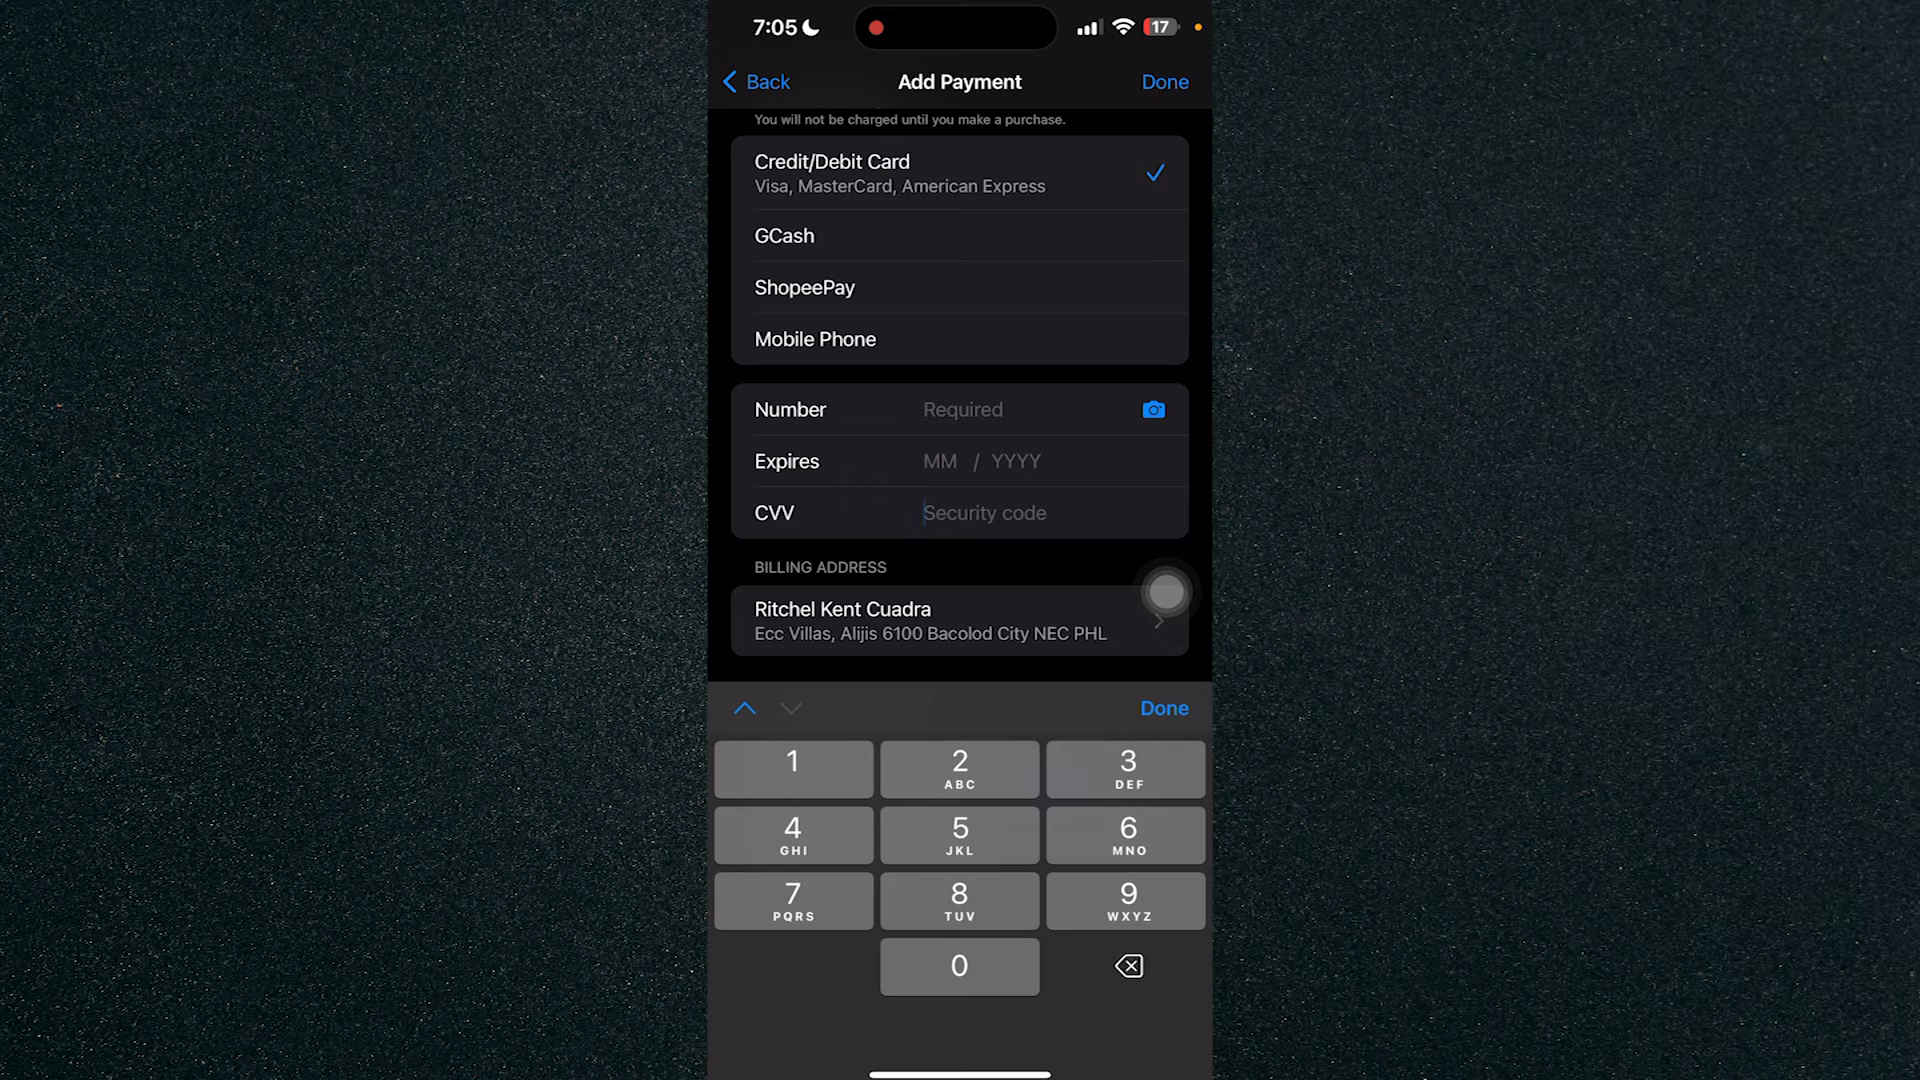 7:05
17
Back
Add Payment
Done
You will not be charged until you make a purchase.
Credit/Debit Card
Visa, MasterCard, American Express
GCash
ShopeePay
Mobile Phone
Number
Required
Expires
MM / YYYY
CVV
Security code
BILLING ADDRESS
Ritchel Kent Cuadra
Ecc Villas, Alijis 6100 Bacolod City NEC PHL
Done
1
2
ABC
3
DEF
4
GHI
5
JKL
6
MNO
7
PQRS
8
TUV
9
WXYZ
0